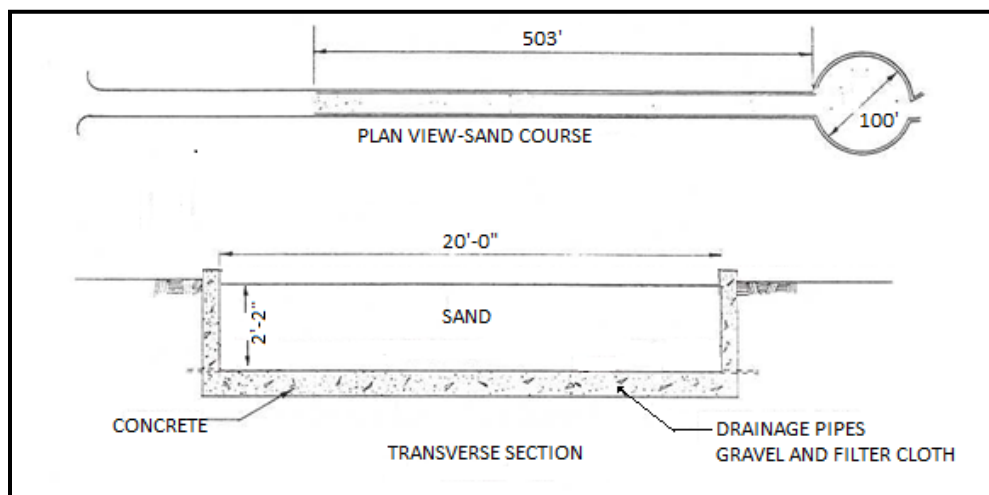 503'
100'
PLAN VIEW-SAND COURSE
20'-0"
SAND
2'-2"
CONCRETE
DRAINAGE PIPES
GRAVEL AND FILTER CLOTH
TRANSVERSE SECTION